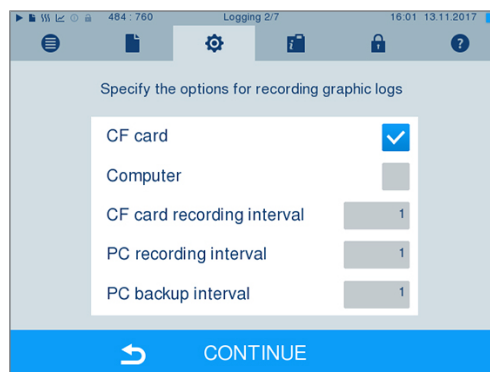 484 : 760 Logging 2/7 16:01 13.11.2017
Specify the options for recording graphic logs
CF card
Computer
CF card recording interval 1
PC recording interval 1
PC backup interval 1
CONTINUE